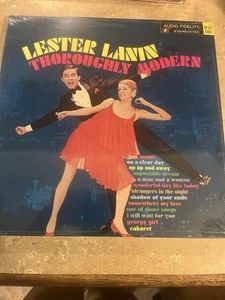 AUDIO FIDELITY
STEREODISC
LESTER LANIN
THOROUGHLY MODERN
on a clear day
up up and away
impossible dream
a man and a woman
wonderful day like today
strangers in the night
shadow of your smile
somewhere my love
one of those songs
i will wait for you
georgy girl
cabaret